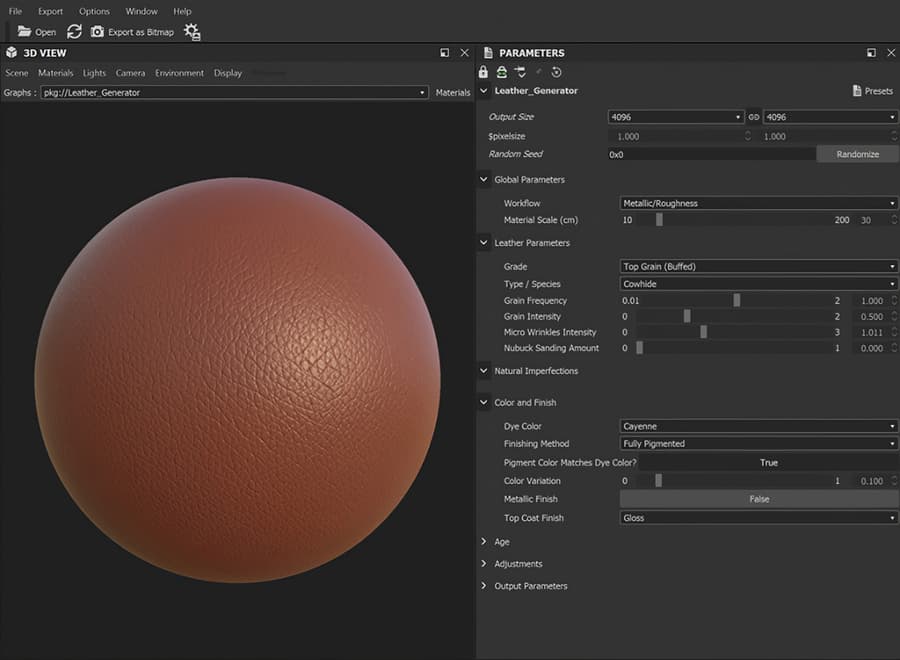 File Export Options Window Help
Open Export as Bitmap
3D VIEW
Scene Materials Lights Camera Environment Display
Graphs : pkg://Leather_Generator Materials
PARAMETERS
Leather_Generator Presets
Output Size 4096 4096
$pixelsize 1.000 1.000
Random Seed 0x0 Randomize
Global Parameters
Workflow Metallic/Roughness
Material Scale (cm) 10 200 30
Leather Parameters
Grade Top Grain (Buffed)
Type / Species Cowhide
Grain Frequency 0.01 2 1.000
Grain Intensity 0 2 0.500
Micro Wrinkles Intensity 0 3 1.011
Nubuck Sanding Amount 0 1 0.000
Natural Imperfections
Color and Finish
Dye Color Cayenne
Finishing Method Fully Pigmented
Pigment Color Matches Dye Color? True
Color Variation 0 1 0.100
Metallic Finish False
Top Coat Finish Gloss
Age
Adjustments
Output Parameters